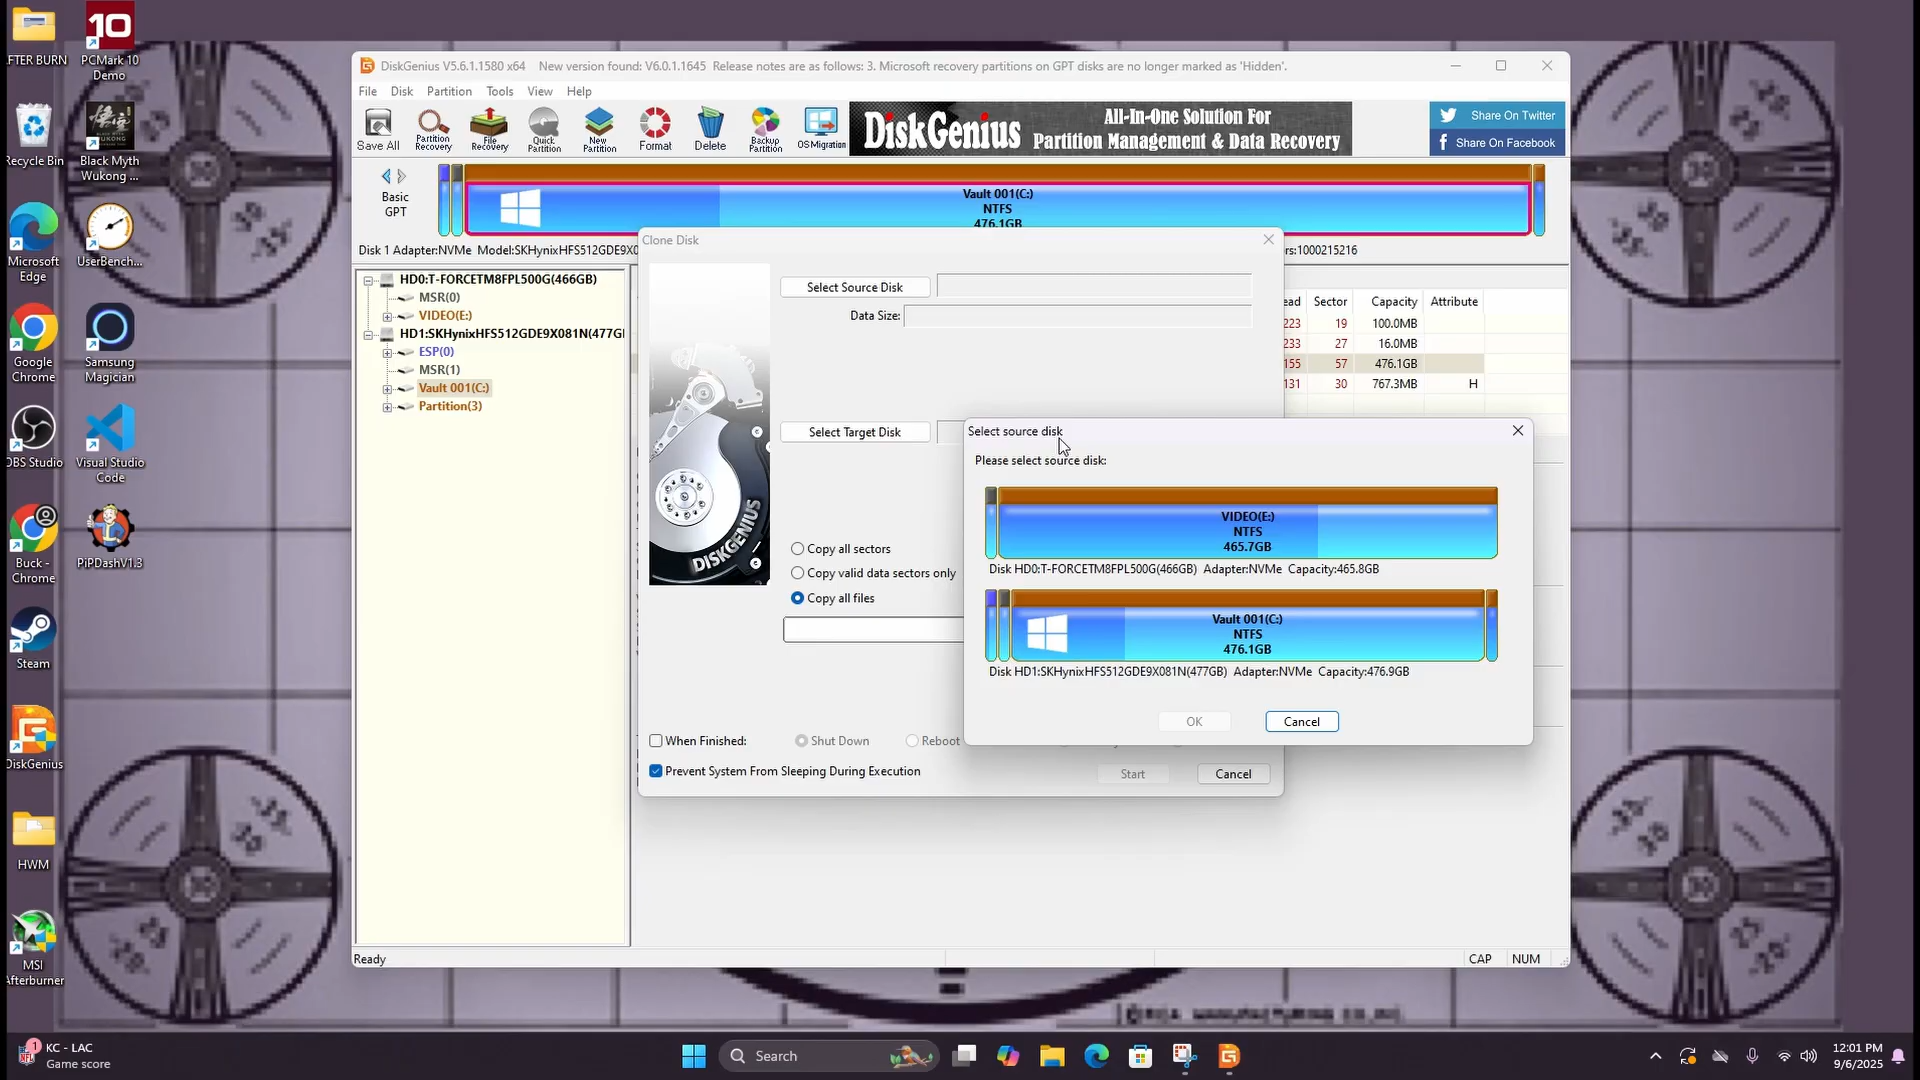 AFTER BURN
PCMark 10
Demo
Recycle Bin
Black Myth
Wukong ...
Microsoft
Edge
UserBench...
Google
Chrome
Samsung
Magician
OBS Studio
Visual Studio
Code
Buck -
Chrome
PiPDashV1.3
Steam
DiskGenius
HWM
MSI
Afterburner
DiskGenius V5.6.1.1580 x64 New version found: V6.0.1.1645 Release notes are as follows: 3. Microsoft recovery partitions on GPT disks are no longer marked as 'Hidden'.
File Disk Partition Tools View Help
Save All
Partition
Recovery
File
Recovery
Quick
Partition
New
Partition
Format
Delete
Backup
Partition
OS Migration
DiskGenius
All-In-One Solution For
Partition Management & Data Recovery
Share On Twitter
Share On Facebook
Basic
GPT
Vault 001(C:)
NTFS
476.1GB
Disk 1 Adapter:NVMe Model:SKHynixHFS512GDE9X0
rs:1000215216
HD0:T-FORCETM8FPL500G(466GB)
MSR(0)
VIDEO(E:)
HD1:SKHynixHFS512GDE9X081N(477GI
ESP(0)
MSR(1)
Vault 001(C:)
Partition(3)
ead Sector Capacity Attribute
223 19 100.0MB
233 27 16.0MB
155 57 476.1GB
131 30 767.3MB H
Clone Disk
Select Source Disk
Data Size:
Select Target Disk
DISKGENIUS
Copy all sectors
Copy valid data sectors only
Copy all files
When Finished: Shut Down Reboot
Prevent System From Sleeping During Execution
Start Cancel
Select source disk
Please select source disk:
VIDEO(E:)
NTFS
465.7GB
Disk HD0:T-FORCETM8FPL500G(466GB) Adapter:NVMe Capacity:465.8GB
Vault 001(C:)
NTFS
476.1GB
Disk HD1:SKHynixHFS512GDE9X081N(477GB) Adapter:NVMe Capacity:476.9GB
OK Cancel
Ready
CAP NUM
1
KC - LAC
Game score
Search
12:01 PM
9/6/2025